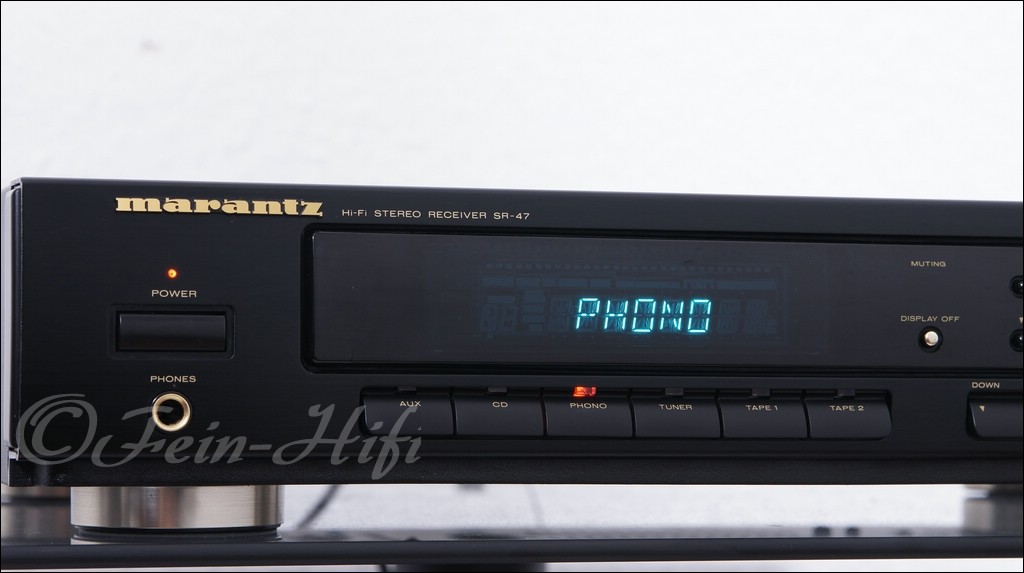 marantz Hi-Fi STEREO RECEIVER SR-47
MUTING
POWER
PHONO
DISPLAY OFF
PHONES
DOWN
AUX CD PHONO TUNER TAPE 1 TAPE 2
©Fein-Hifi